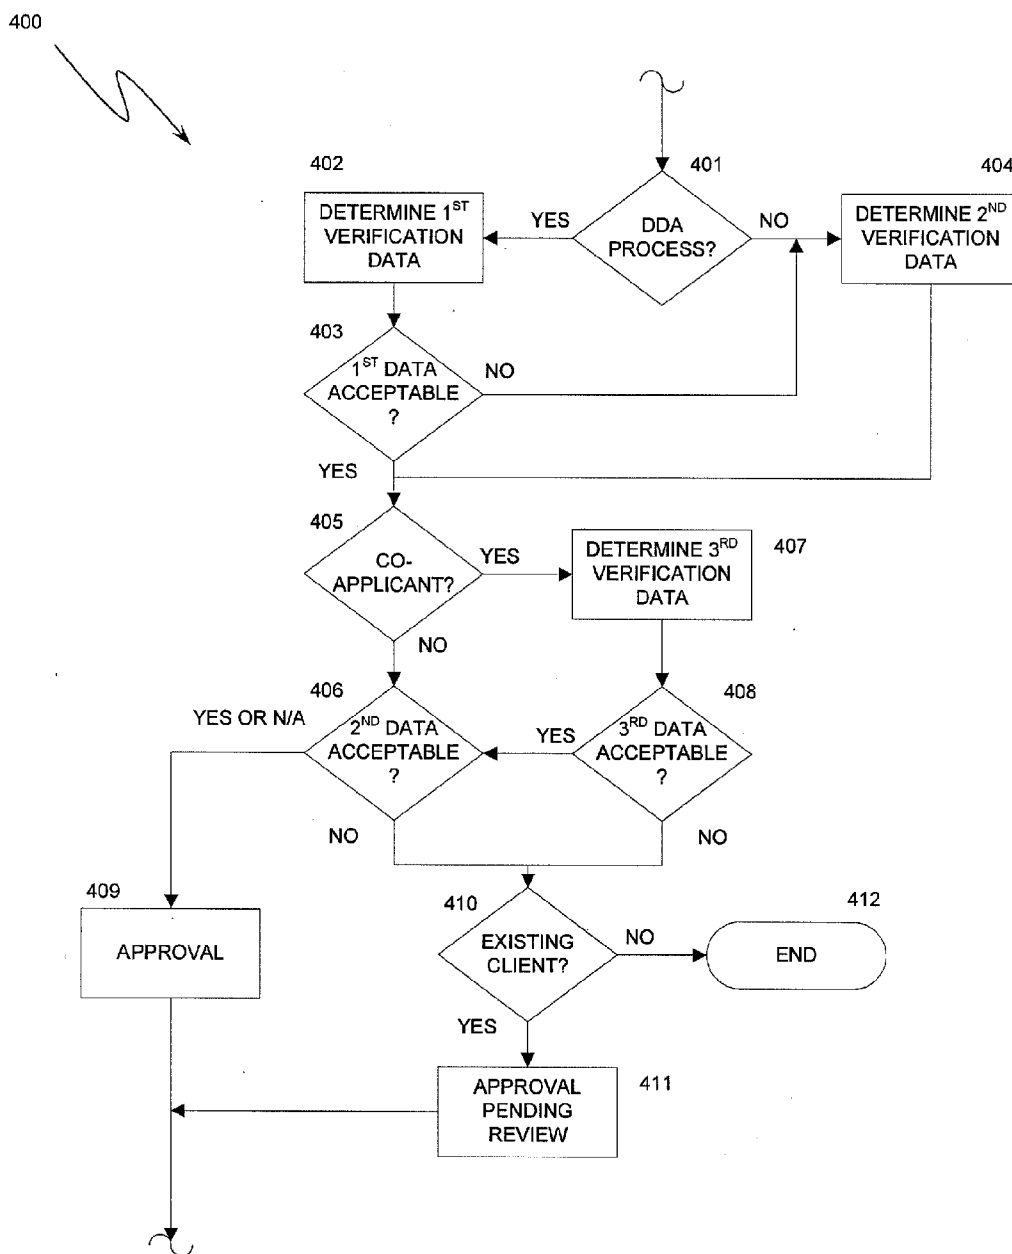 400
402
401
404
DETERMINE 1ST
VERIFICATION
DATA
YES
DDA
PROCESS?
NO
DETERMINE 2ND
VERIFICATION
DATA
403
1ST DATA
ACCEPTABLE
?
NO
YES
405
CO-
APPLICANT?
YES
DETERMINE 3RD
VERIFICATION
DATA
407
NO
406
408
YES OR N/A
2ND DATA
ACCEPTABLE
?
YES
3RD DATA
ACCEPTABLE
?
NO
NO
409
410
412
APPROVAL
EXISTING
CLIENT?
NO
END
YES
411
APPROVAL
PENDING
REVIEW